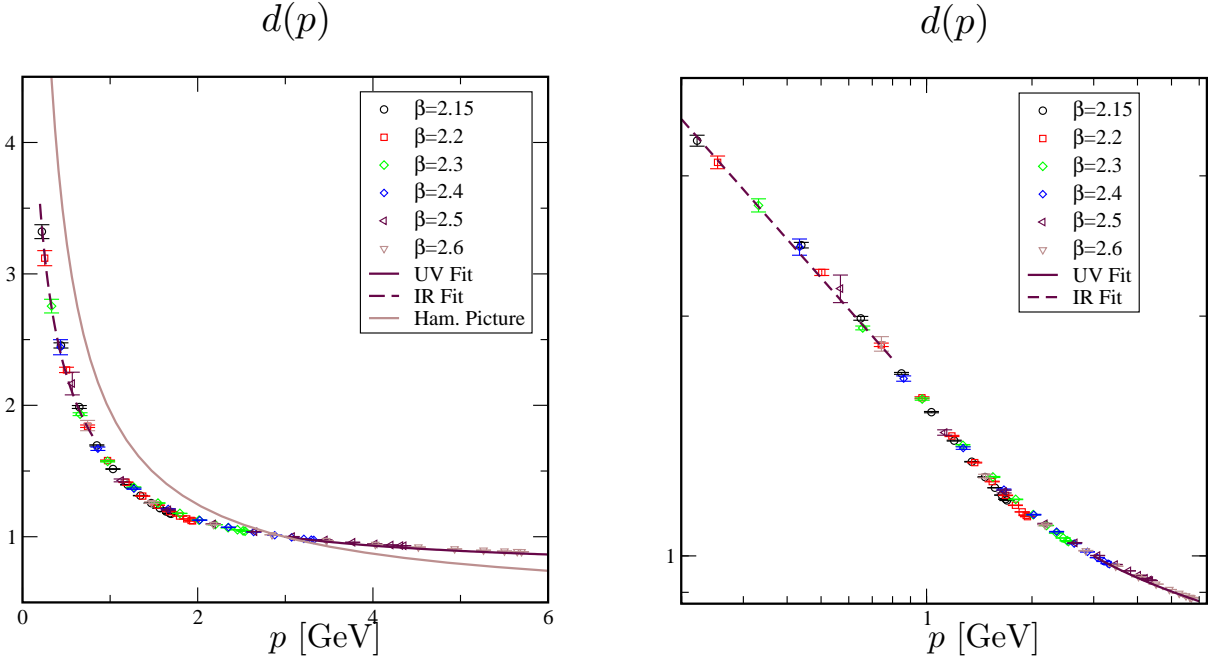 d(p)
4
3
2
1
0
2
4
6
p [GeV]
β=2.15
β=2.2
β=2.3
β=2.4
β=2.5
β=2.6
UV Fit
IR Fit
Ham. Picture
d(p)
1
1
p [GeV]
β=2.15
β=2.2
β=2.3
β=2.4
β=2.5
β=2.6
UV Fit
IR Fit